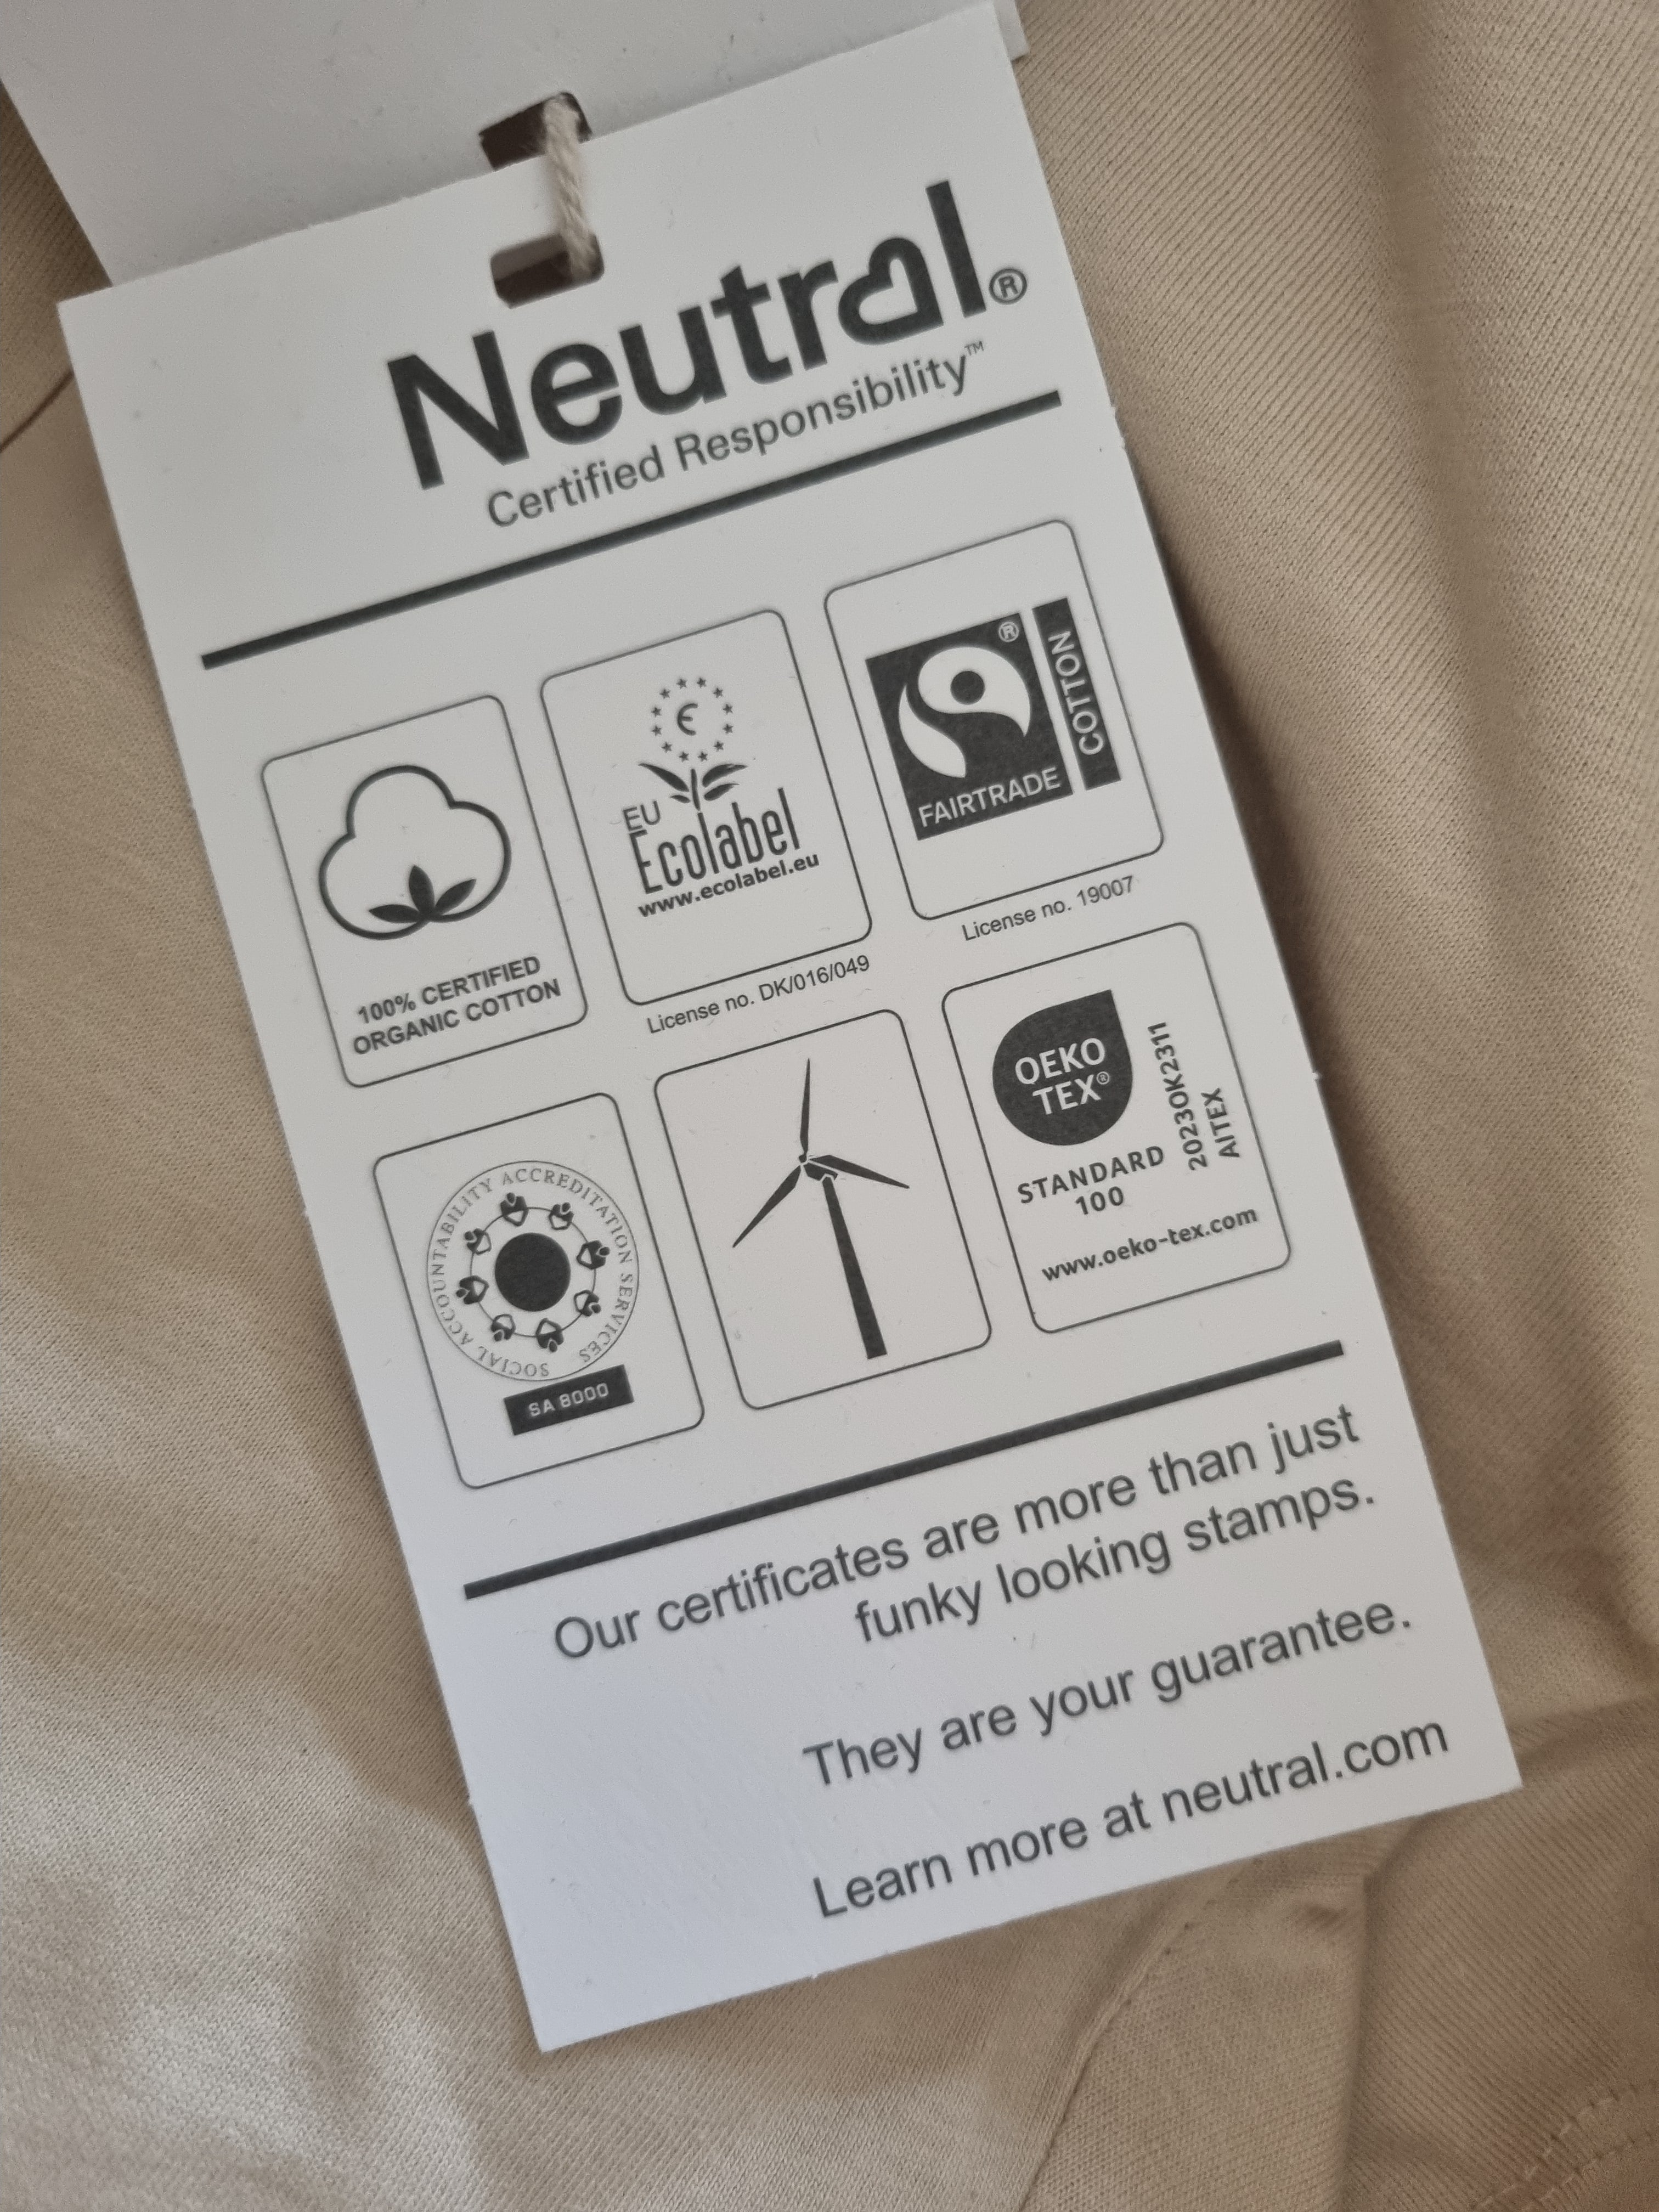 Neutral®
Certified Responsibility™
100% CERTIFIED
ORGANIC COTTON
EU
Ecolabel
www.ecolabel.eu
License no. DK/016/049
FAIRTRADE
®
COTTON
License no. 19007
SOCIAL ACCOUNTABILITY ACCREDITATION SERVICES
SA 8000
OEKO
TEX®
STANDARD
100
2023OK2311
AITEX
www.oeko-tex.com
Our certificates are more than just
funky looking stamps.
They are your guarantee.
Learn more at neutral.com